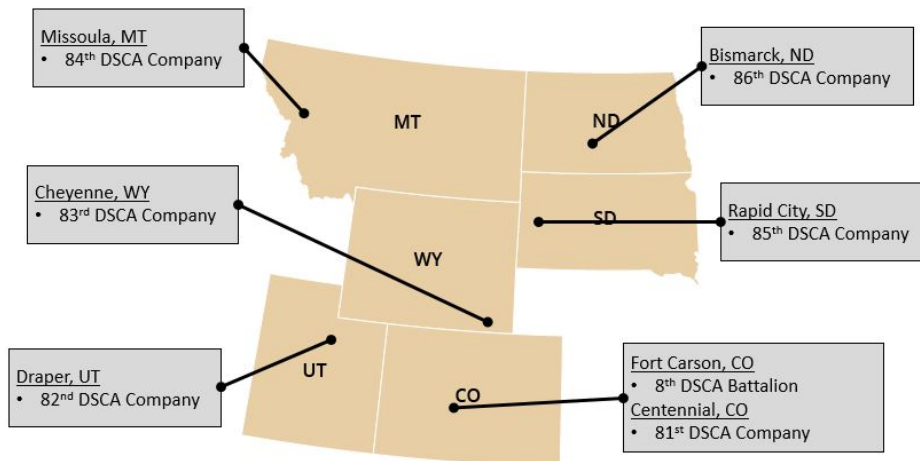 Missoula, MT
• 84th DSCA Company
Bismarck, ND
• 86th DSCA Company
MT
ND
Cheyenne, WY
• 83rd DSCA Company
Rapid City, SD
• 85th DSCA Company
SD
WY
Draper, UT
• 82nd DSCA Company
UT
CO
Fort Carson, CO
• 8th DSCA Battalion
Centennial, CO
• 81st DSCA Company